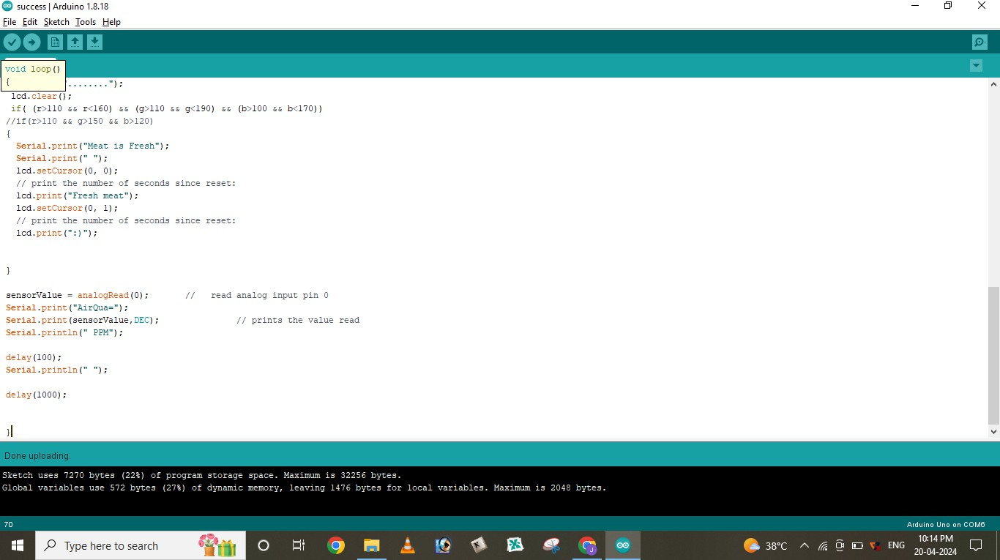 success | Arduino 1.8.18
File Edit Sketch Tools Help
void loop()
{
........");
lcd.clear();
if( (r>110 && r<160) && (g>110 && g<190) && (b>100 && b<170))
//if(r>110 && g>150 && b>120)
{
Serial.print("Meat is Fresh");
Serial.print(" ");
lcd.setCursor(0, 0);
// print the number of seconds since reset:
lcd.print("Fresh meat");
lcd.setCursor(0, 1);
// print the number of seconds since reset:
lcd.print(":)");
}
sensorValue = analogRead(0); // read analog input pin 0
Serial.print("AirQua=");
Serial.print(sensorValue,DEC); // prints the value read
Serial.println(" PPM");
delay(100);
Serial.println(" ");
delay(1000);
}
Done uploading.
Sketch uses 7270 bytes (22%) of program storage space. Maximum is 32256 bytes.
Global variables use 572 bytes (27%) of dynamic memory, leaving 1476 bytes for local variables. Maximum is 2048 bytes.
70
Arduino Uno on COM6
Type here to search
38°C
ENG
10:14 PM
20-04-2024